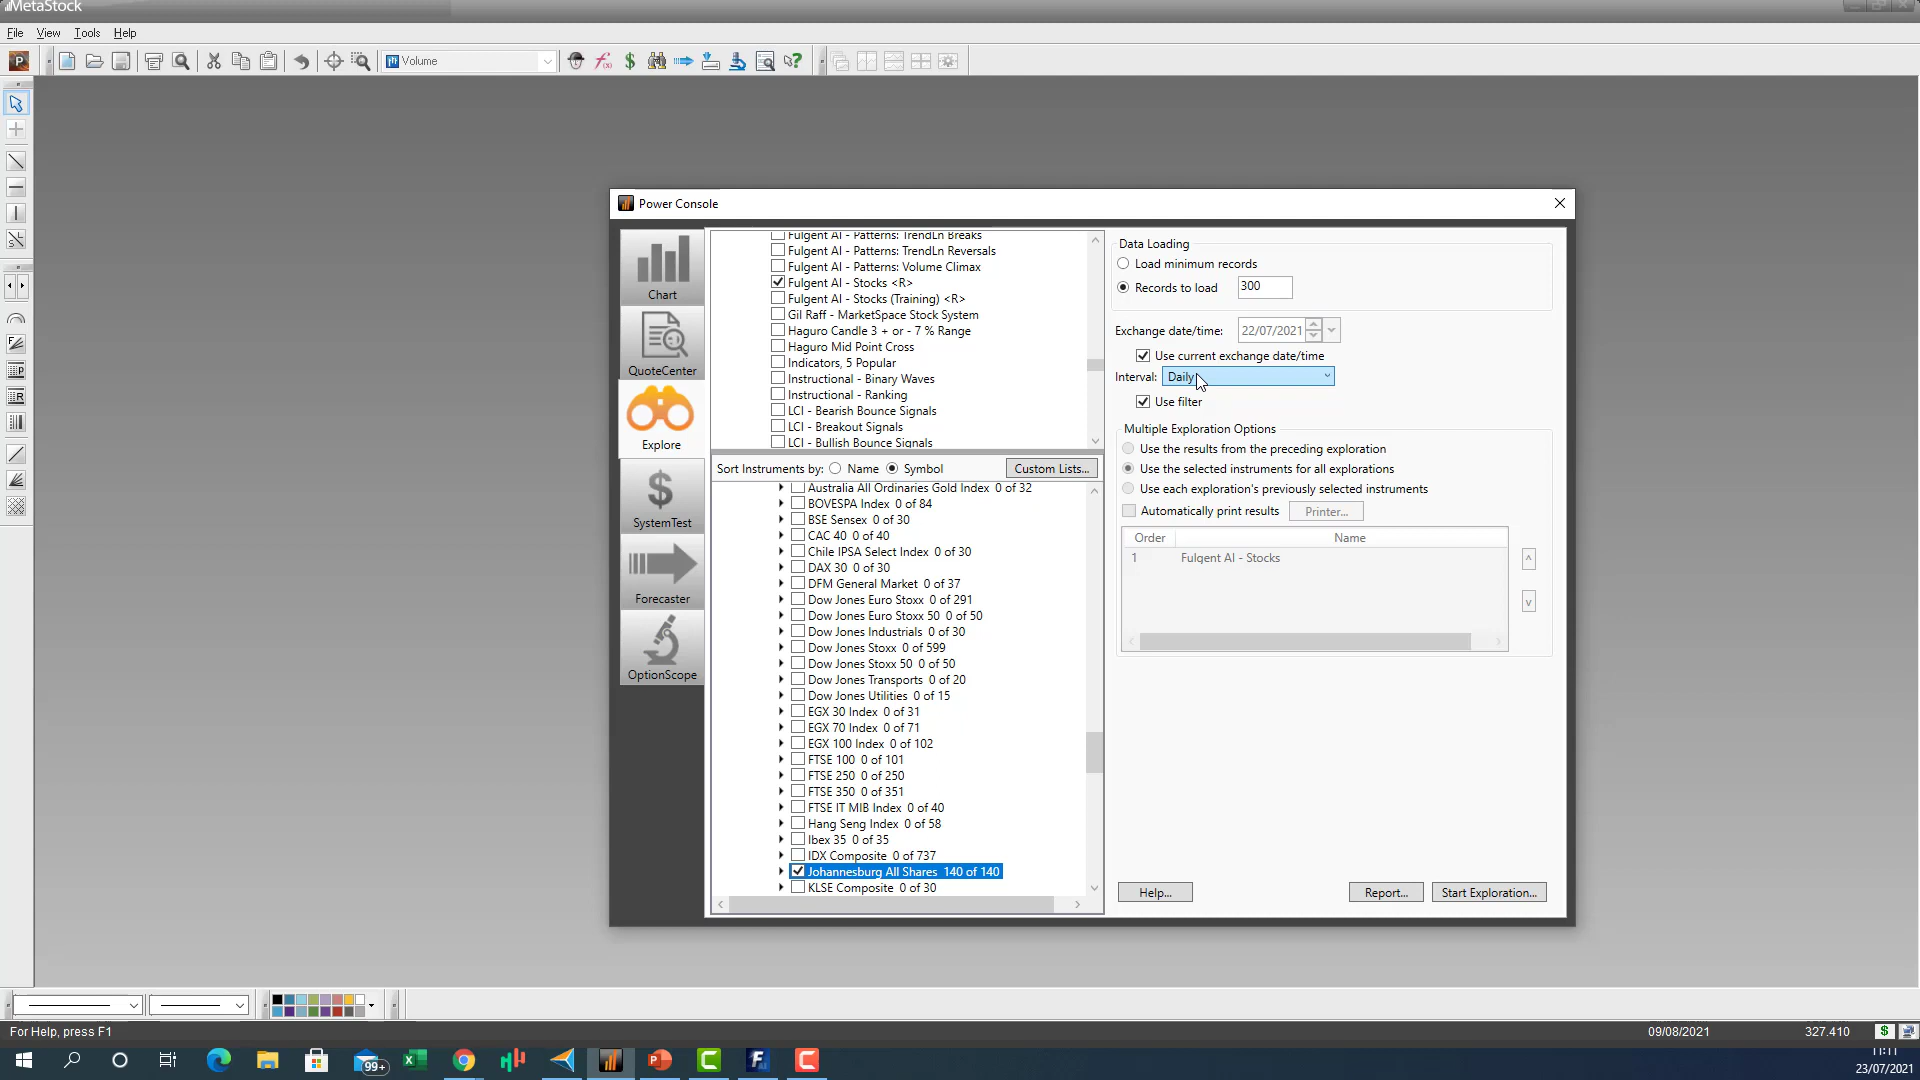 MetaStock
File View Tools Help
Volume
Power Console
Chart
QuoteCenter
Explore
SystemTest
Forecaster
OptionScope
Fulgent AI - Patterns: TrendLn Breaks
Fulgent AI - Patterns: TrendLn Reversals
Fulgent AI - Patterns: Volume Climax
Fulgent AI - Stocks <R>
Fulgent AI - Stocks (Training) <R>
Gil Raff - MarketSpace Stock System
Haguro Candle 3 + or - 7 % Range
Haguro Mid Point Cross
Indicators, 5 Popular
Instructional - Binary Waves
Instructional - Ranking
LCI - Bearish Bounce Signals
LCI - Breakout Signals
LCI - Bullish Bounce Signals
Sort Instruments by: Name Symbol Custom Lists...
Australia All Ordinaries Gold Index 0 of 32
BOVESPA Index 0 of 84
BSE Sensex 0 of 30
CAC 40 0 of 40
Chile IPSA Select Index 0 of 30
DAX 30 0 of 30
DFM General Market 0 of 37
Dow Jones Euro Stoxx 0 of 291
Dow Jones Euro Stoxx 50 0 of 50
Dow Jones Industrials 0 of 30
Dow Jones Stoxx 0 of 599
Dow Jones Stoxx 50 0 of 50
Dow Jones Transports 0 of 20
Dow Jones Utilities 0 of 15
EGX 30 Index 0 of 31
EGX 70 Index 0 of 71
EGX 100 Index 0 of 102
FTSE 100 0 of 101
FTSE 250 0 of 250
FTSE 350 0 of 351
FTSE IT MIB Index 0 of 40
Hang Seng Index 0 of 58
Ibex 35 0 of 35
IDX Composite 0 of 737
Johannesburg All Shares 140 of 140
KLSE Composite 0 of 30
Data Loading
Load minimum records
Records to load 300
Exchange date/time: 22/07/2021
Use current exchange date/time
Interval: Daily
Use filter
Multiple Exploration Options
Use the results from the preceding exploration
Use the selected instruments for all explorations
Use each exploration's previously selected instruments
Automatically print results Printer...
Order Name
1 Fulgent AI - Stocks
Help... Report... Start Exploration...
For Help, press F1 09/08/2021 327.410
99+
11:11
23/07/2021